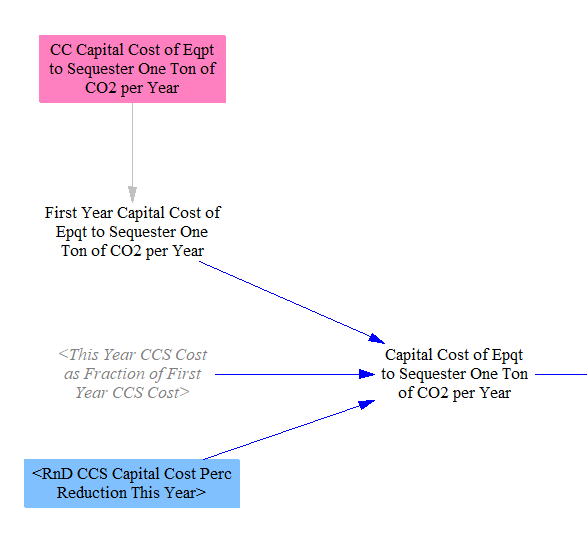 CC Capital Cost of Eqpt
to Sequester One Ton of
CO2 per Year
First Year Capital Cost of
Epqt to Sequester One
Ton of CO2 per Year
<This Year CCS Cost
as Fraction of First
Year CCS Cost>
Capital Cost of Epqt
to Sequester One Ton
of CO2 per Year
<RnD CCS Capital Cost Perc
Reduction This Year>